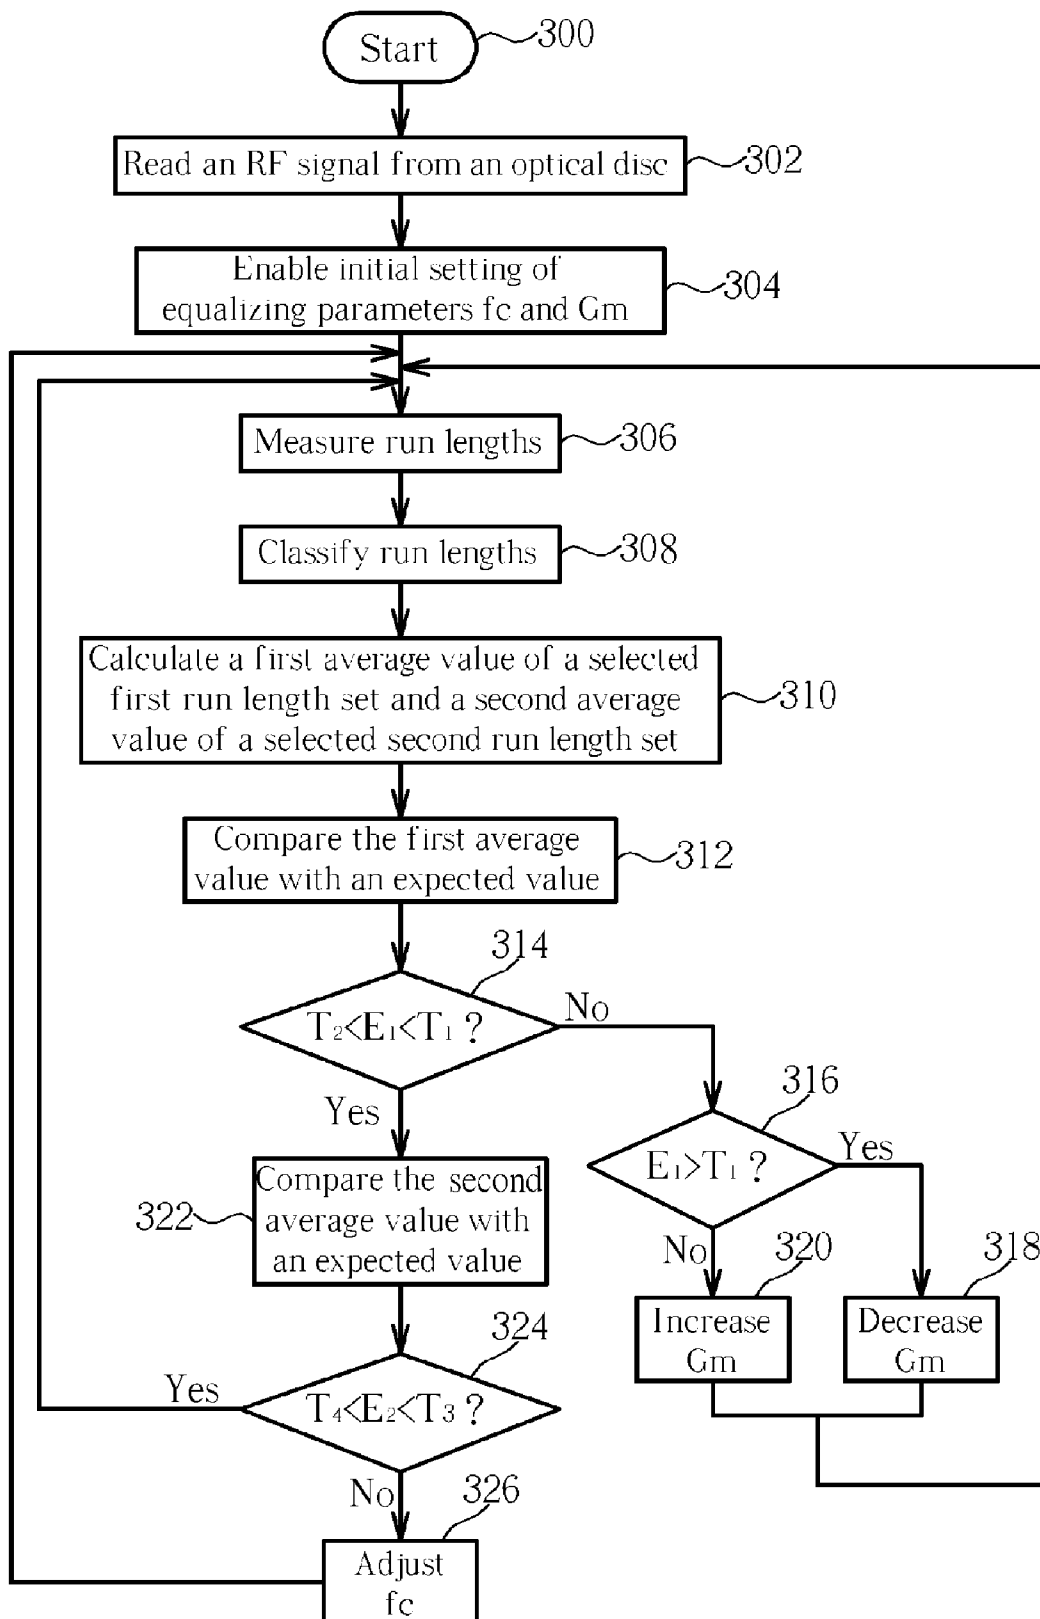 Start
300
Read an RF signal from an optical disc
302
Enable initial setting of
equalizing parameters fc and Gm
304
Measure run lengths
306
Classify run lengths
308
Calculate a first average value of a selected
first run length set and a second average
value of a selected second run length set
310
Compare the first average
value with an expected value
312
314
T₂<E₁<T₁ ?
No
Yes
316
E₁>T₁ ?
Yes
No
Compare the second
average value with
an expected value
322
320
Increase
Gm
318
Decrease
Gm
324
T₄<E₂<T₃ ?
Yes
No
326
Adjust
fc